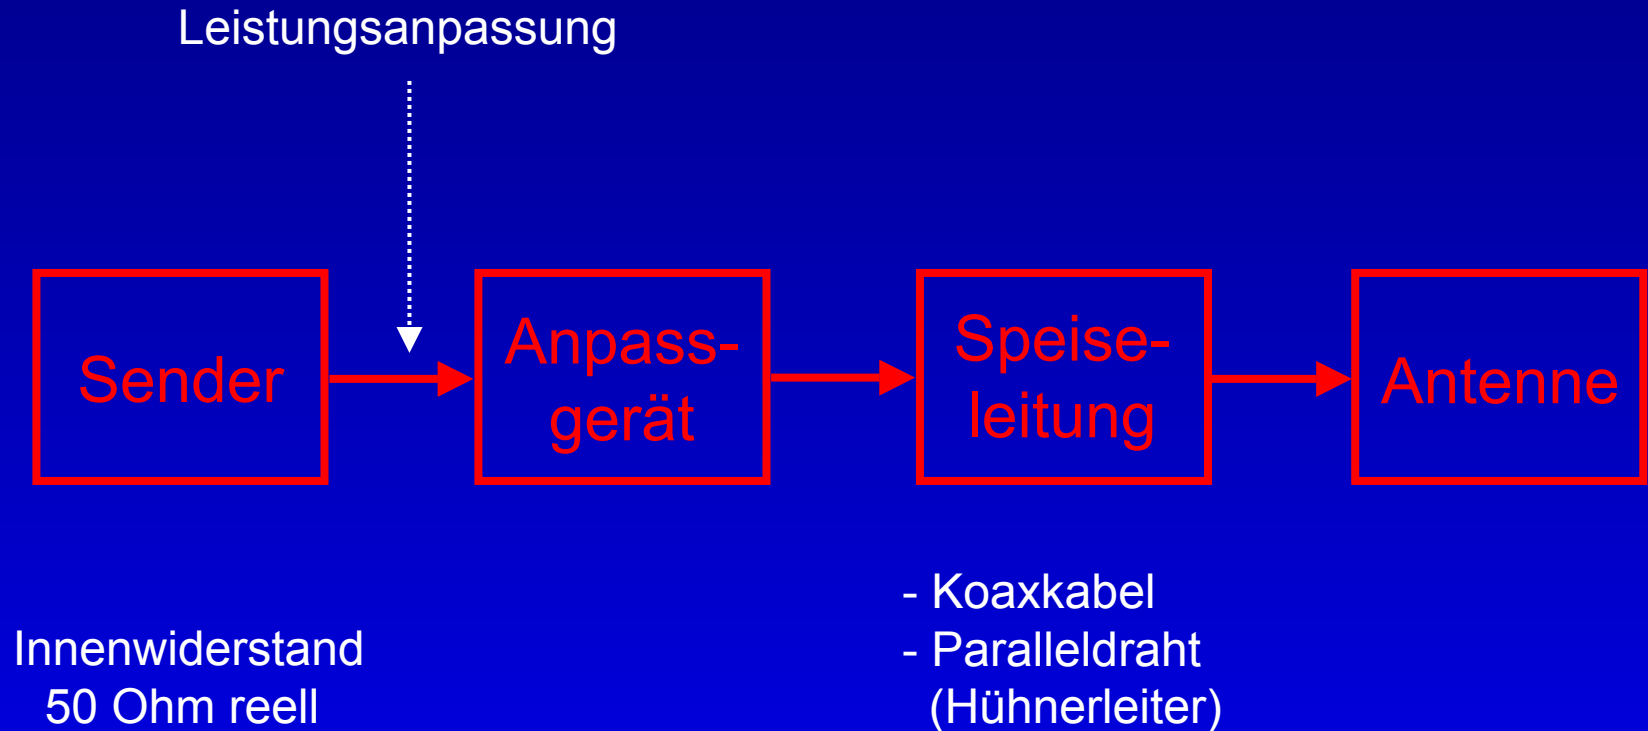 Leistungsanpassung
Sender
Anpass-
gerät
Speise-
leitung
Antenne
Innenwiderstand
50 Ohm reell
- Koaxkabel
- Paralleldraht
(Hühnerleiter)